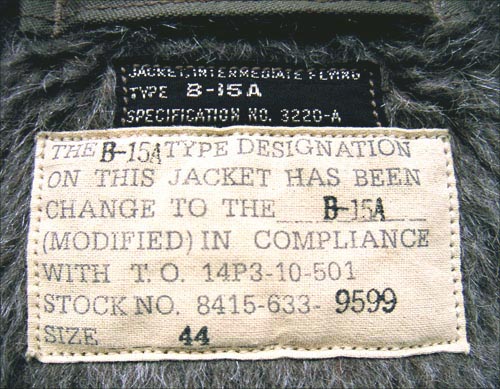 JACKET, INTERMEDIATE FLYING
TYPE B-15A
SPECIFICATION NO. 3220-A
THE B-15A TYPE DESIGNATION
ON THIS JACKET HAS BEEN
CHANGE TO THE B-15A
(MODIFIED) IN COMPLIANCE
WITH T. O. 14P3-10-501
STOCK NO. 8415-633-9599
SIZE 44